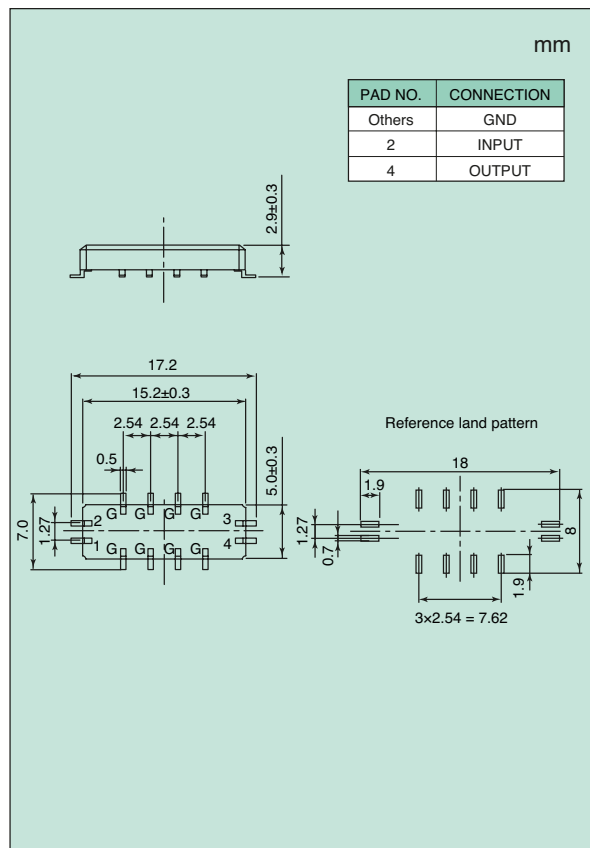 mm
PAD NO. CONNECTION
Others GND
2 INPUT
4 OUTPUT
2.9±0.3
17.2
15.2±0.3
2.54 2.54 2.54
0.5
5.0±0.3
7.0
1.27
G G G G
2 3
1 G G G G 4
Reference land pattern
18
1.9
1.27
0.7
8
1.9
3×2.54 = 7.62